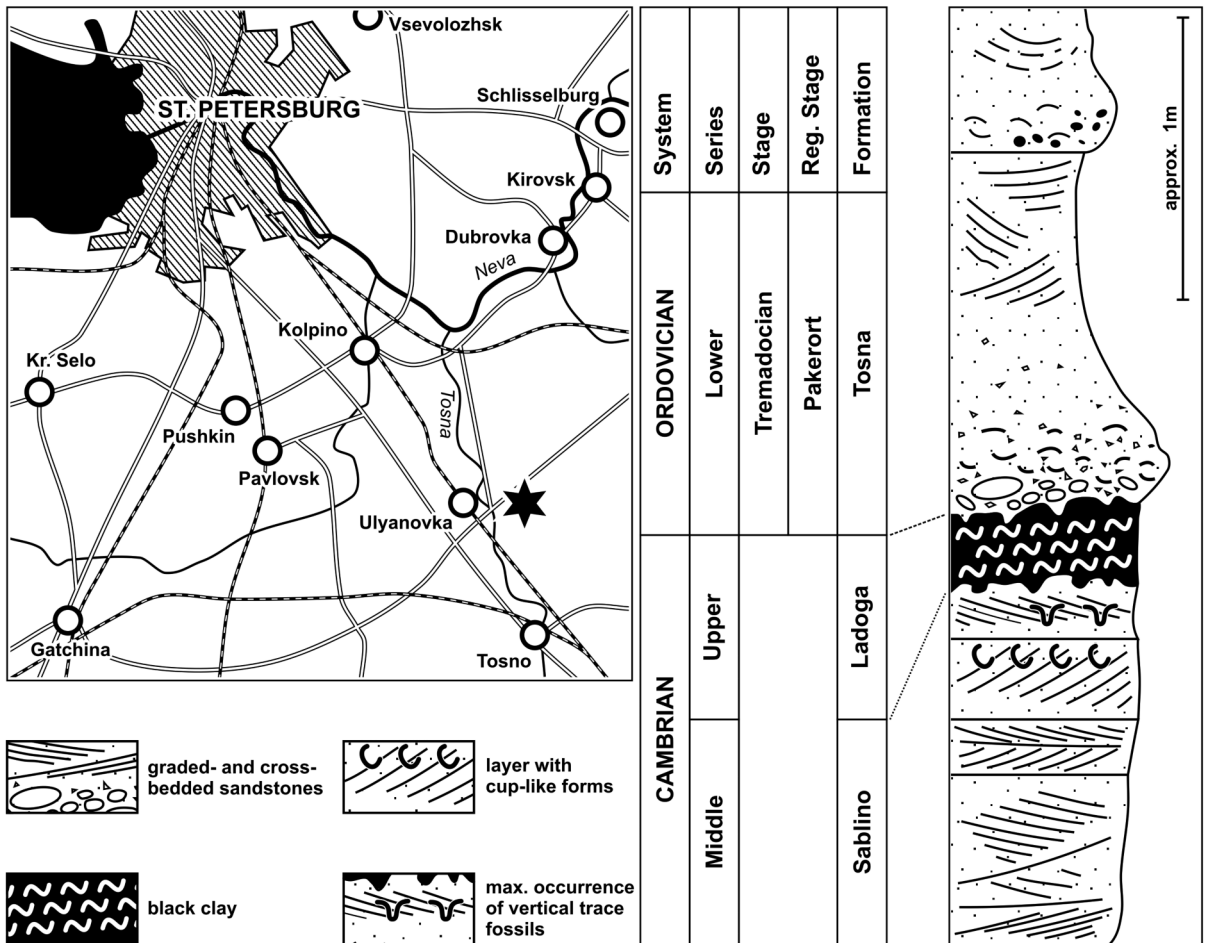 Vsevolozhsk
Schlisselburg
ST. PETERSBURG
Kirovsk
Dubrovka
Neva
Kolpino
Kr. Selo
Tosna
Pushkin
Pavlovsk
Ulyanovka
Gatchina
Tosno
System
Series
Stage
Reg. Stage
Formation
ORDOVICIAN
Lower
Tremadocian
Pakerort
Tosna
CAMBRIAN
Upper
Ladoga
Middle
Sablino
approx. 1m
graded- and cross-
bedded sandstones
layer with
cup-like forms
black clay
max. occurrence
of vertical trace
fossils